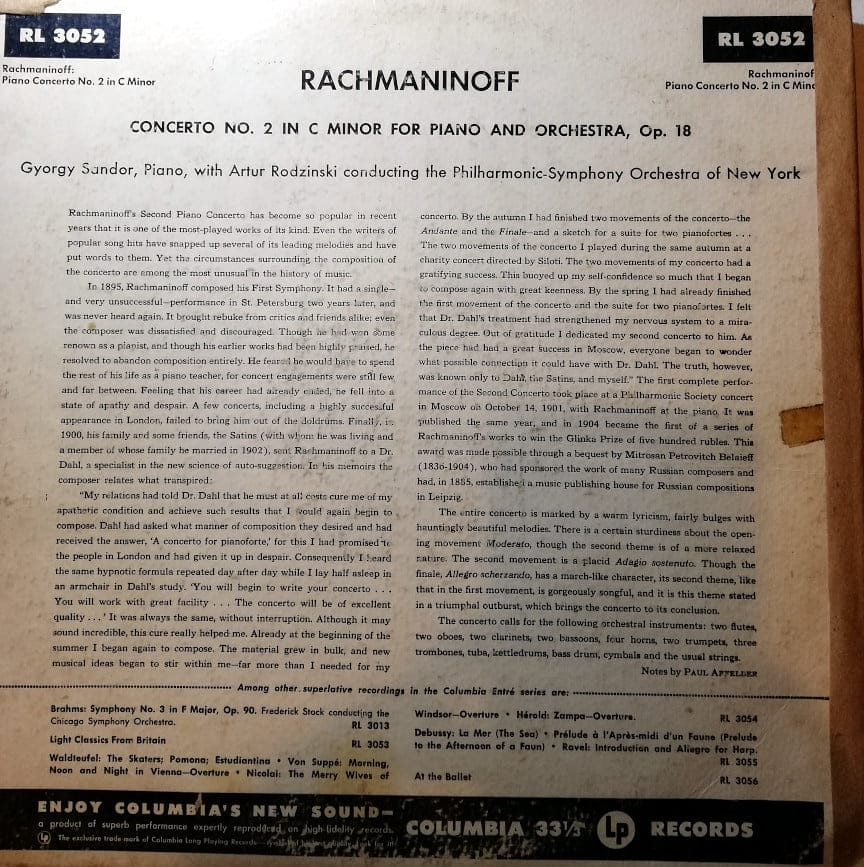 RL 3052
RL 3052
Rachmaninoff:
Piano Concerto No. 2 in C Minor
Rachmaninof
Piano Concerto No. 2 in C Mino
RACHMANINOFF
CONCERTO NO. 2 IN C MINOR FOR PIANO AND ORCHESTRA, Op. 18
Gyorgy Sandor, Piano, with Artur Rodzinski conducting the Philharmonic-Symphony Orchestra of New York
Rachmaninoff's Second Piano Concerto has become so popular in recent
years that it is one of the most-played works of its kind. Even the writers of
popular song hits have snapped up several of its leading melodies and have
put words to them. Yet the circumstances surrounding the composition of
the concerto are among the most unusual in the history of music.
In 1895, Rachmaninoff composed his First Symphony. It had a single—
and very unsuccessful—performance in St. Petersburg two years later, and
was never heard again. It brought rebuke from critics and friends alike; even
the composer was dissatisfied and discouraged. Though he had won some
renown as a pianist, and though his earlier works had been highly praised, he
resolved to abandon composition entirely. He feared he would have to spend
the rest of his life as a piano teacher, for concert engagements were still few
and far between. Feeling that his career had already ended, he fell into a
state of apathy and despair. A few concerts, including a highly successful
appearance in London, failed to bring him out of the doldrums. Finally, in
1900, his family and some friends, the Satins (with whom he was living and
a member of whose family he married in 1902), sent Rachmaninoff to a Dr.
Dahl, a specialist in the new science of auto-suggestion. In his memoirs the
composer relates what transpired:
"My relations had told Dr. Dahl that he must at all costs cure me of my
apathetic condition and achieve such results that I would again begin to
compose. Dahl had asked what manner of composition they desired and had
received the answer, 'A concerto for pianoforte,' for this I had promised to
the people in London and had given it up in despair. Consequently I heard
the same hypnotic formula repeated day after day while I lay half asleep in
an armchair in Dahl's study. 'You will begin to write your concerto . . .
You will work with great facility . . . The concerto will be of excellent
quality . . .' It was always the same, without interruption. Although it may
sound incredible, this cure really helped me. Already at the beginning of the
summer I began again to compose. The material grew in bulk, and new
musical ideas began to stir within me—far more than I needed for my
concerto. By the autumn I had finished two movements of the concerto—the
Andante and the Finale—and a sketch for a suite for two pianofortes . . .
The two movements of the concerto I played during the same autumn at a
charity concert directed by Siloti. The two movements of my concerto had a
gratifying success. This buoyed up my self-confidence so much that I began
to compose again with great keenness. By the spring I had already finished
the first movement of the concerto and the suite for two pianofortes. I felt
that Dr. Dahl's treatment had strengthened my nervous system to a mira-
culous degree. Out of gratitude I dedicated my second concerto to him. As
the piece had had a great success in Moscow, everyone began to wonder
what possible connection it could have with Dr. Dahl. The truth, however,
was known only to Dahl, the Satins, and myself." The first complete perfor-
mance of the Second Concerto took place at a Philharmonic Society concert
in Moscow on October 14, 1901, with Rachmaninoff at the piano. It was
published the same year, and in 1904 became the first of a series of
Rachmaninoff's works to win the Glinka Prize of five hundred rubles. This
award was made possible through a bequest by Mitrosan Petrovitch Belaieff
(1836-1904), who had sponsored the work of many Russian composers and
had, in 1855, established a music publishing house for Russian compositions
in Leipzig.
The entire concerto is marked by a warm lyricism, fairly bulges with
hauntingly beautiful melodies. There is a certain sturdiness about the open-
ing movement Moderato, though the second theme is of a more relaxed
nature. The second movement is a placid Adagio sostenuto. Though the
finale, Allegro scherzando, has a march-like character, its second theme, like
that in the first movement, is gorgeously songful, and it is this theme stated
in a triumphal outburst, which brings the concerto to its conclusion.
The concerto calls for the following orchestral instruments: two flutes,
two oboes, two clarinets, two bassoons, four horns, two trumpets, three
trombones, tuba, kettledrums, bass drum, cymbals and the usual strings.
Notes by PAUL AFFELDER
Among other superlative recordings in the Columbia Entré series are:
Brahms: Symphony No. 3 in F Major, Op. 90. Frederick Stock conducting the
Chicago Symphony Orchestra. RL 3013
Light Classics From Britain RL 3053
Waldteufel: The Skaters; Pomona; Estudiantina • Von Suppé: Morning,
Noon and Night in Vienna—Overture • Nicolai: The Merry Wives of
Windsor—Overture • Hérold: Zampa—Overture. RL 3054
Debussy: La Mer (The Sea) • Prélude à l'Après-midi d'un Faune (Prelude
to the Afternoon of a Faun) • Ravel: Introduction and Allegro for Harp.
RL 3055
At the Ballet RL 3056
ENJOY COLUMBIA'S NEW SOUND—
a product of superb performance expertly reproduced on high-fidelity records.
Lp The exclusive trade mark of Columbia Long Playing Records
COLUMBIA 33⅓ Lp RECORDS